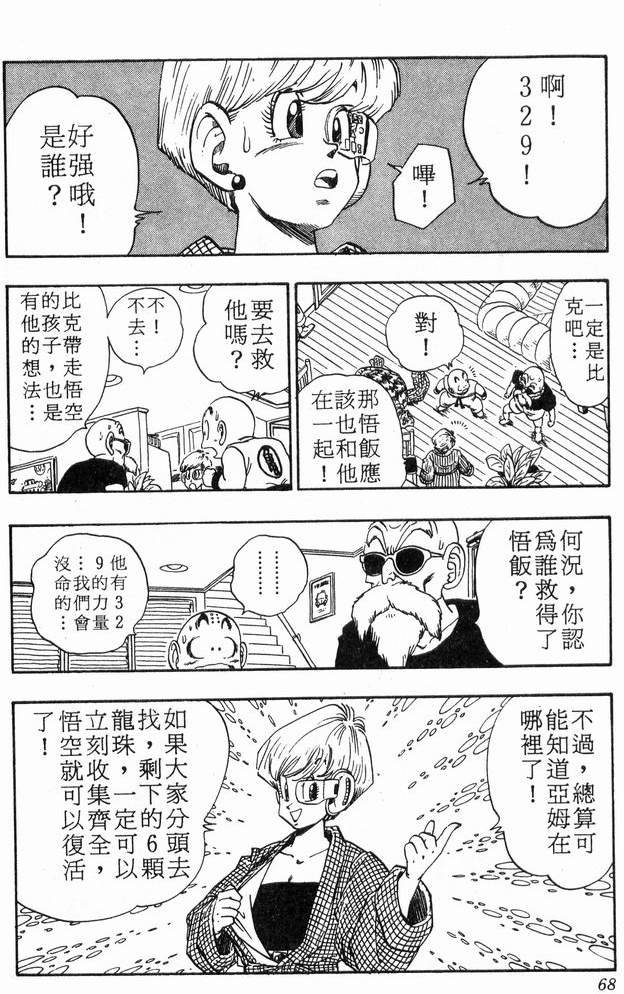 啊！
329！
嗶！
好强哦！
是誰？
一定是比
克吧…
對！
那悟飯應
該也和他
在一起！
要去救
他嗎？
不！
不去…
比克帶走悟空
的孩子，也是
有他的想法…
何況，你認
為誰救得了
悟飯？
……
他有32
9的力量
…我們會
沒命的…
不過，總算可
能知道亞姆在
哪裡了！
如果大家分頭去
找，剩下的6顆
龍珠，一定可以
立刻收集齊全，
悟空就可以復活
了！
68